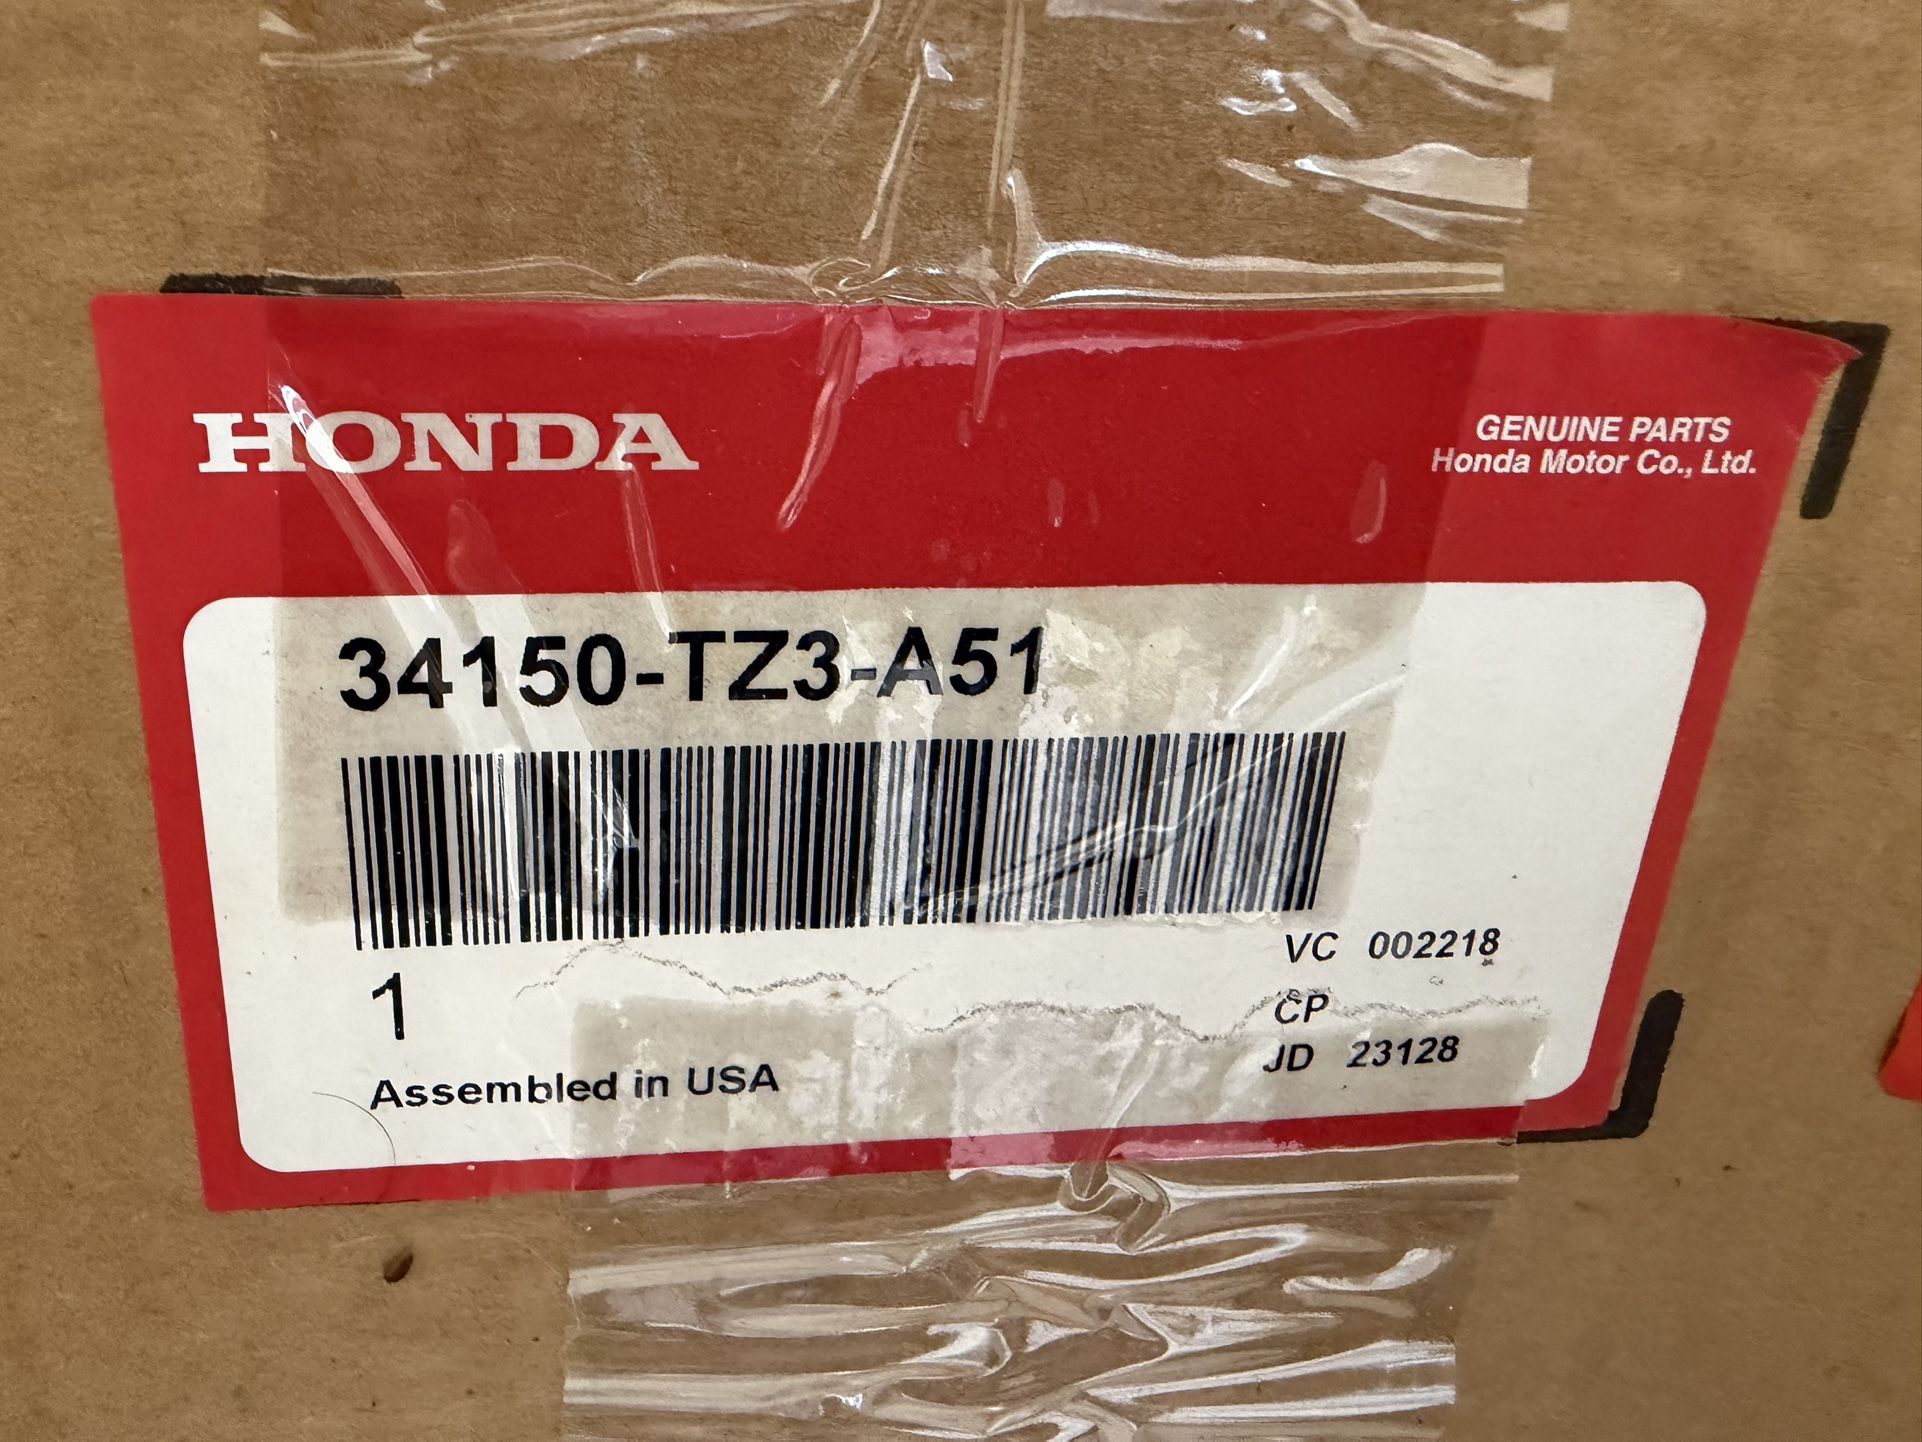 HONDA
GENUINE PARTS
Honda Motor Co., Ltd.
34150-TZ3-A51
1
VC 002218
CP
JD 23128
Assembled in USA